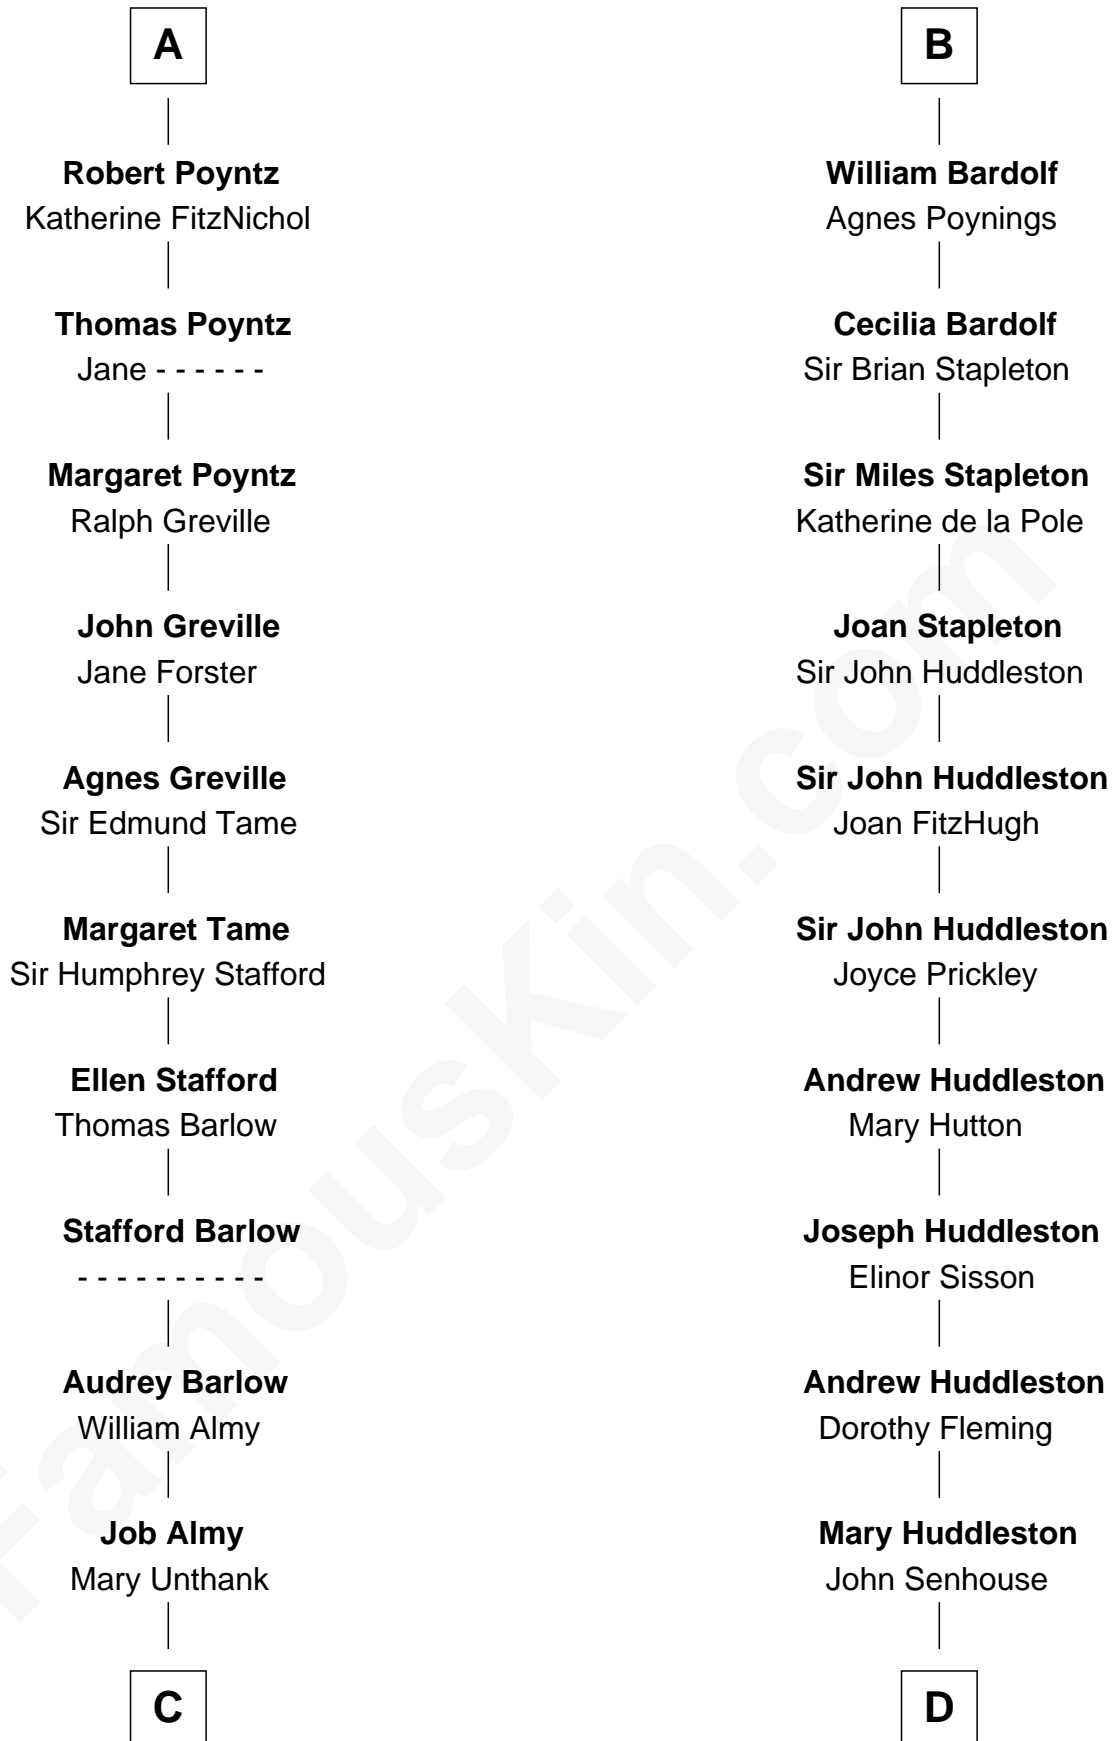 A
Robert Poyntz
Katherine FitzNichol
Thomas Poyntz
Jane - - - - - -
Margaret Poyntz
Ralph Greville
John Greville
Jane Forster
Agnes Greville
Sir Edmund Tame
Margaret Tame
Sir Humphrey Stafford
Ellen Stafford
Thomas Barlow
Stafford Barlow
- - - - - - - - - -
Audrey Barlow
William Almy
Job Almy
Mary Unthank
C
B
William Bardolf
Agnes Poynings
Cecilia Bardolf
Sir Brian Stapleton
Sir Miles Stapleton
Katherine de la Pole
Joan Stapleton
Sir John Huddleston
Sir John Huddleston
Joan FitzHugh
Sir John Huddleston
Joyce Prickley
Andrew Huddleston
Mary Hutton
Joseph Huddleston
Elinor Sisson
Andrew Huddleston
Dorothy Fleming
Mary Huddleston
John Senhouse
D
FamousKin.com